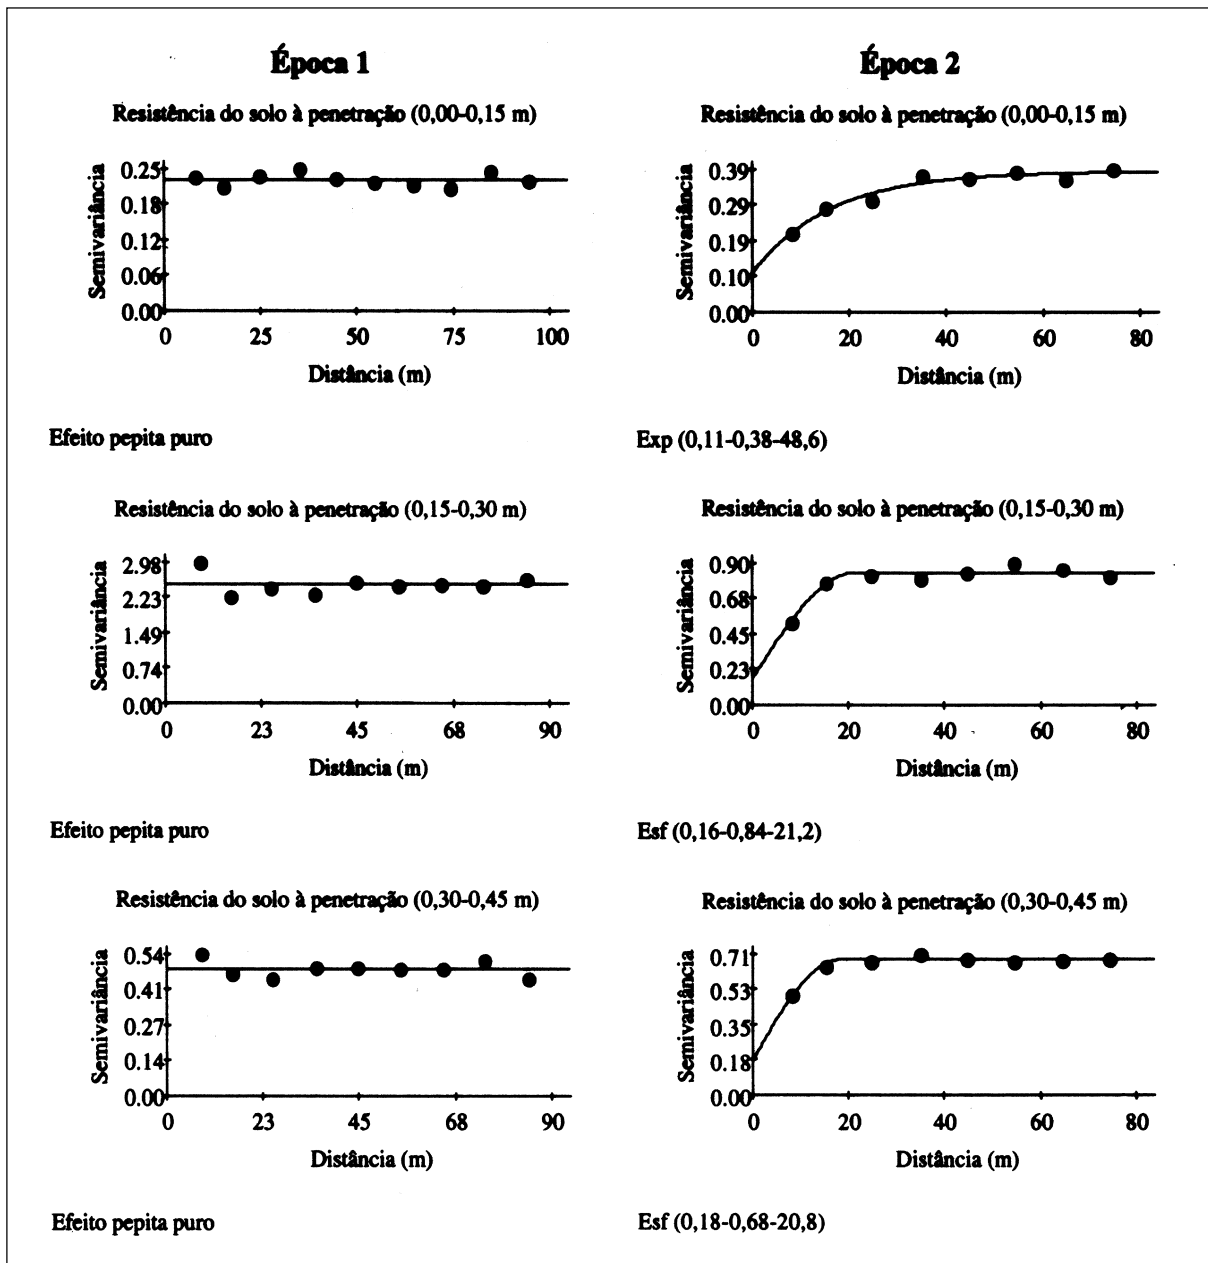 Época 1
Resistência do solo à penetração (0,00-0,15 m)
Semivariância
0.25
0.18
0.12
0.06
0.00
0 25 50 75 100
Distância (m)
Efeito pepita puro
Resistência do solo à penetração (0,15-0,30 m)
Semivariância
2.98
2.23
1.49
0.74
0.00
0 23 45 68 90
Distância (m)
Efeito pepita puro
Resistência do solo à penetração (0,30-0,45 m)
Semivariância
0.54
0.41
0.27
0.14
0.00
0 23 45 68 90
Distância (m)
Efeito pepita puro
Época 2
Resistência do solo à penetração (0,00-0,15 m)
Semivariância
0.39
0.29
0.19
0.10
0.00
0 20 40 60 80
Distância (m)
Exp (0,11-0,38-48,6)
Resistência do solo à penetração (0,15-0,30 m)
Semivariância
0.90
0.68
0.45
0.23
0.00
0 20 40 60 80
Distância (m)
Esf (0,16-0,84-21,2)
Resistência do solo à penetração (0,30-0,45 m)
Semivariância
0.71
0.53
0.35
0.18
0.00
0 20 40 60 80
Distância (m)
Esf (0,18-0,68-20,8)